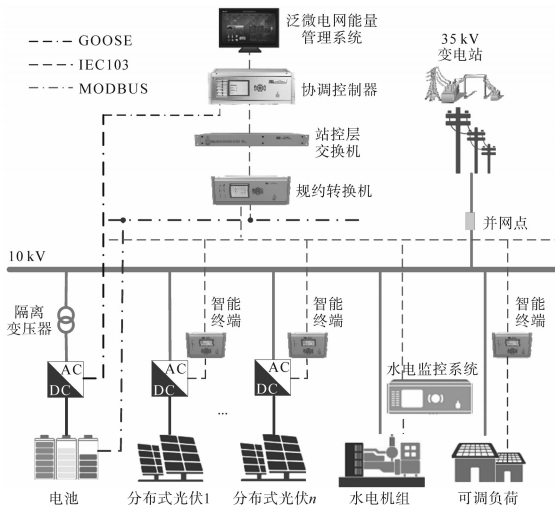 GOOSE
IEC103
MODBUS
泛微电网能量
管理系统
35 kV
变电站
协调控制器
站控层
交换机
规约转换机
并网点
10 kV
隔离
变压器
智能
终端
智能
终端
水电监控系统
AC
DC
AC
DC
AC
DC
...
...
电池
分布式光伏1
分布式光伏n
水电机组
可调负荷